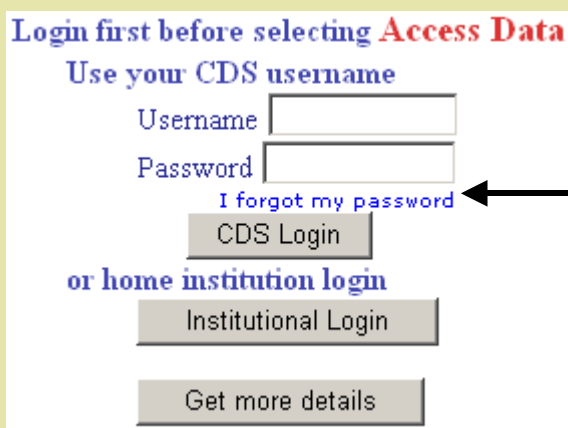 Login first before selecting Access Data
Use your CDS username
Username
Password
I forgot my password
CDS Login
or home institution login
Institutional Login
Get more details